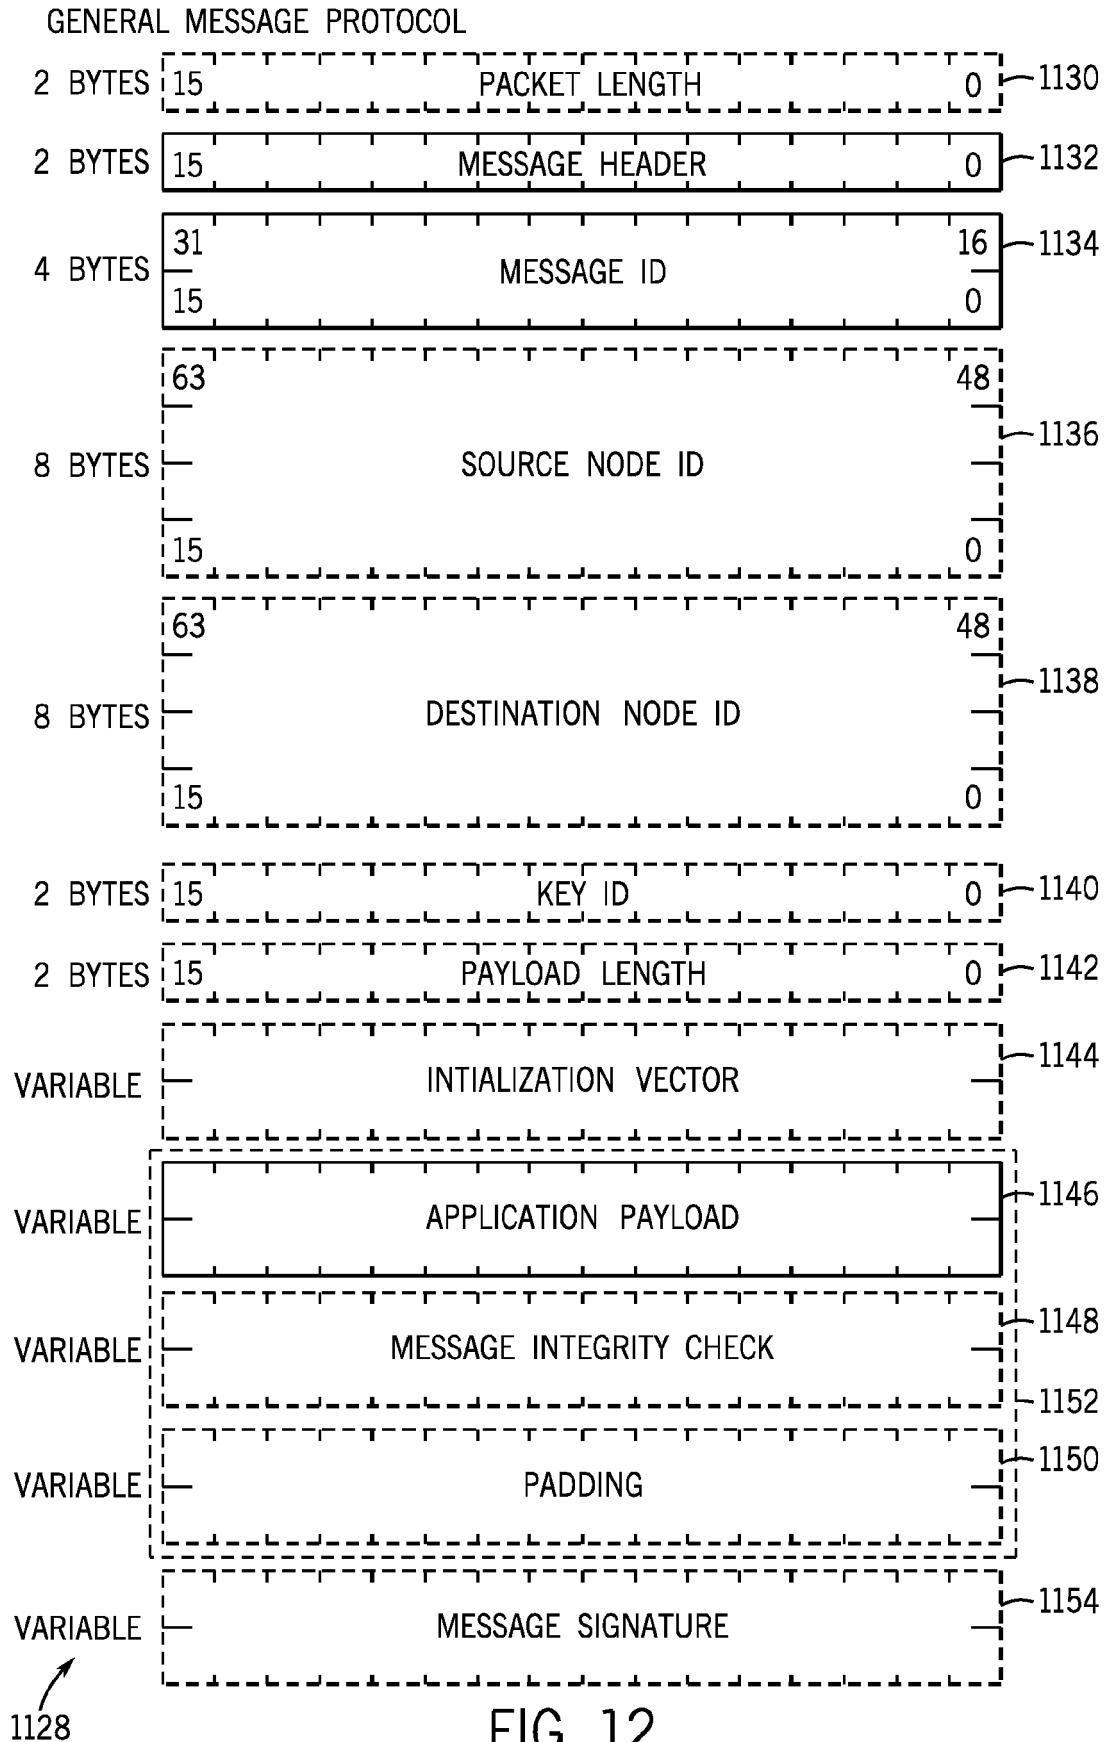 GENERAL MESSAGE PROTOCOL
2 BYTES 15 PACKET LENGTH 0 1130
2 BYTES 15 MESSAGE HEADER 0 1132
31 16 1134
4 BYTES MESSAGE ID
15 0
63 48
1136
8 BYTES SOURCE NODE ID
15 0
63 48
1138
8 BYTES DESTINATION NODE ID
15 0
2 BYTES 15 KEY ID 0 1140
2 BYTES 15 PAYLOAD LENGTH 0 1142
1144
VARIABLE INTIALIZATION VECTOR
1146
VARIABLE APPLICATION PAYLOAD
1148
VARIABLE MESSAGE INTEGRITY CHECK
1152
1150
VARIABLE PADDING
1154
VARIABLE MESSAGE SIGNATURE
1128
FIG. 12